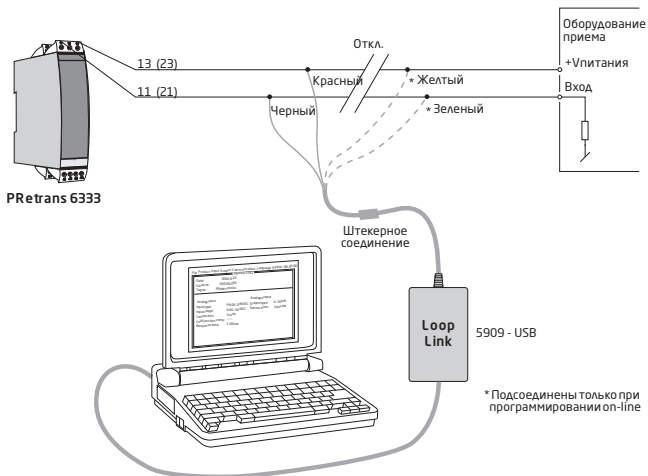 Оборудование
приема
Откл.
13 (23)
+Vпитания
Красный
* Желтый
11 (21)
Вход
Черный
* Зеленый
PRetrans 6333
Штекерное
соединение
Loop
Link
5909 - USB
* Подсоединены только при
программировании on-line